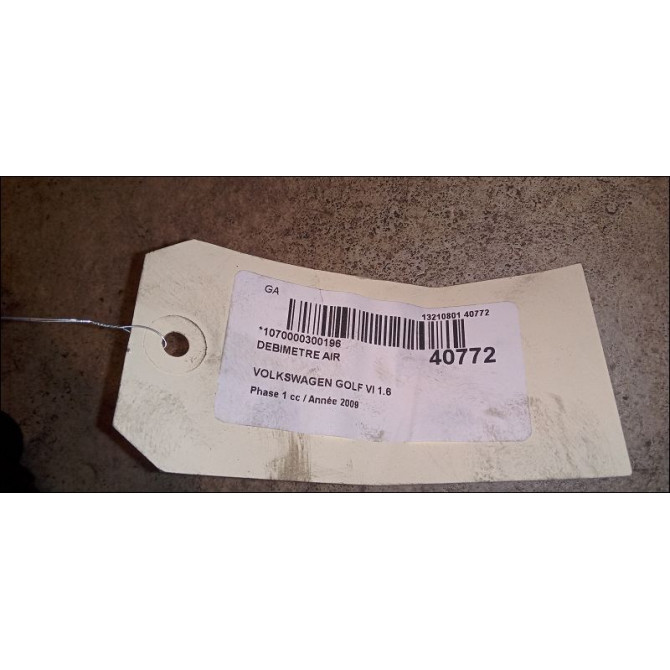 GA
13210801 40772
*1070000300196
DEBIMETRE AIR
40772
VOLKSWAGEN GOLF VI 1.6
Phase 1 cc / Année 2009